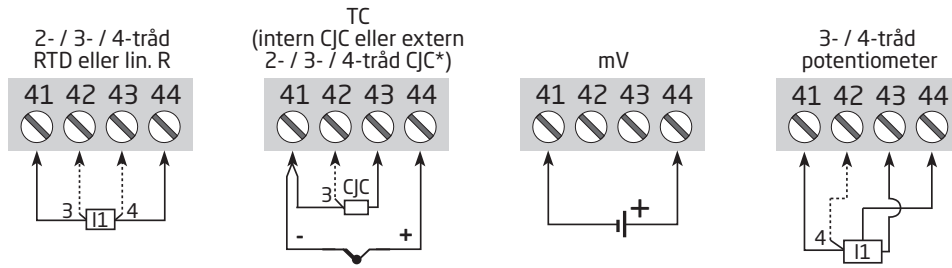 2- / 3- / 4-tråd
RTD eller lin. R
41 42 43 44
3 I1 4
TC
(intern CJC eller extern
2- / 3- / 4-tråd CJC*)
41 42 43 44
3 CJC
- +
mV
41 42 43 44
+
3- / 4-tråd
potentiometer
41 42 43 44
4 I1